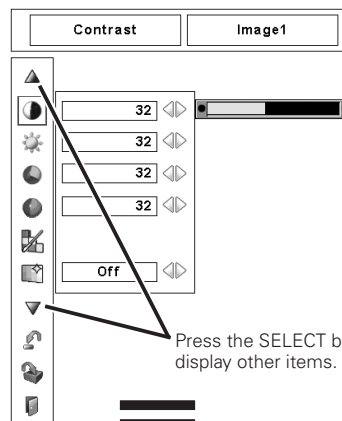 Contrast
Image1
32
32
32
32
Off
Press the SELECT b
display other items.